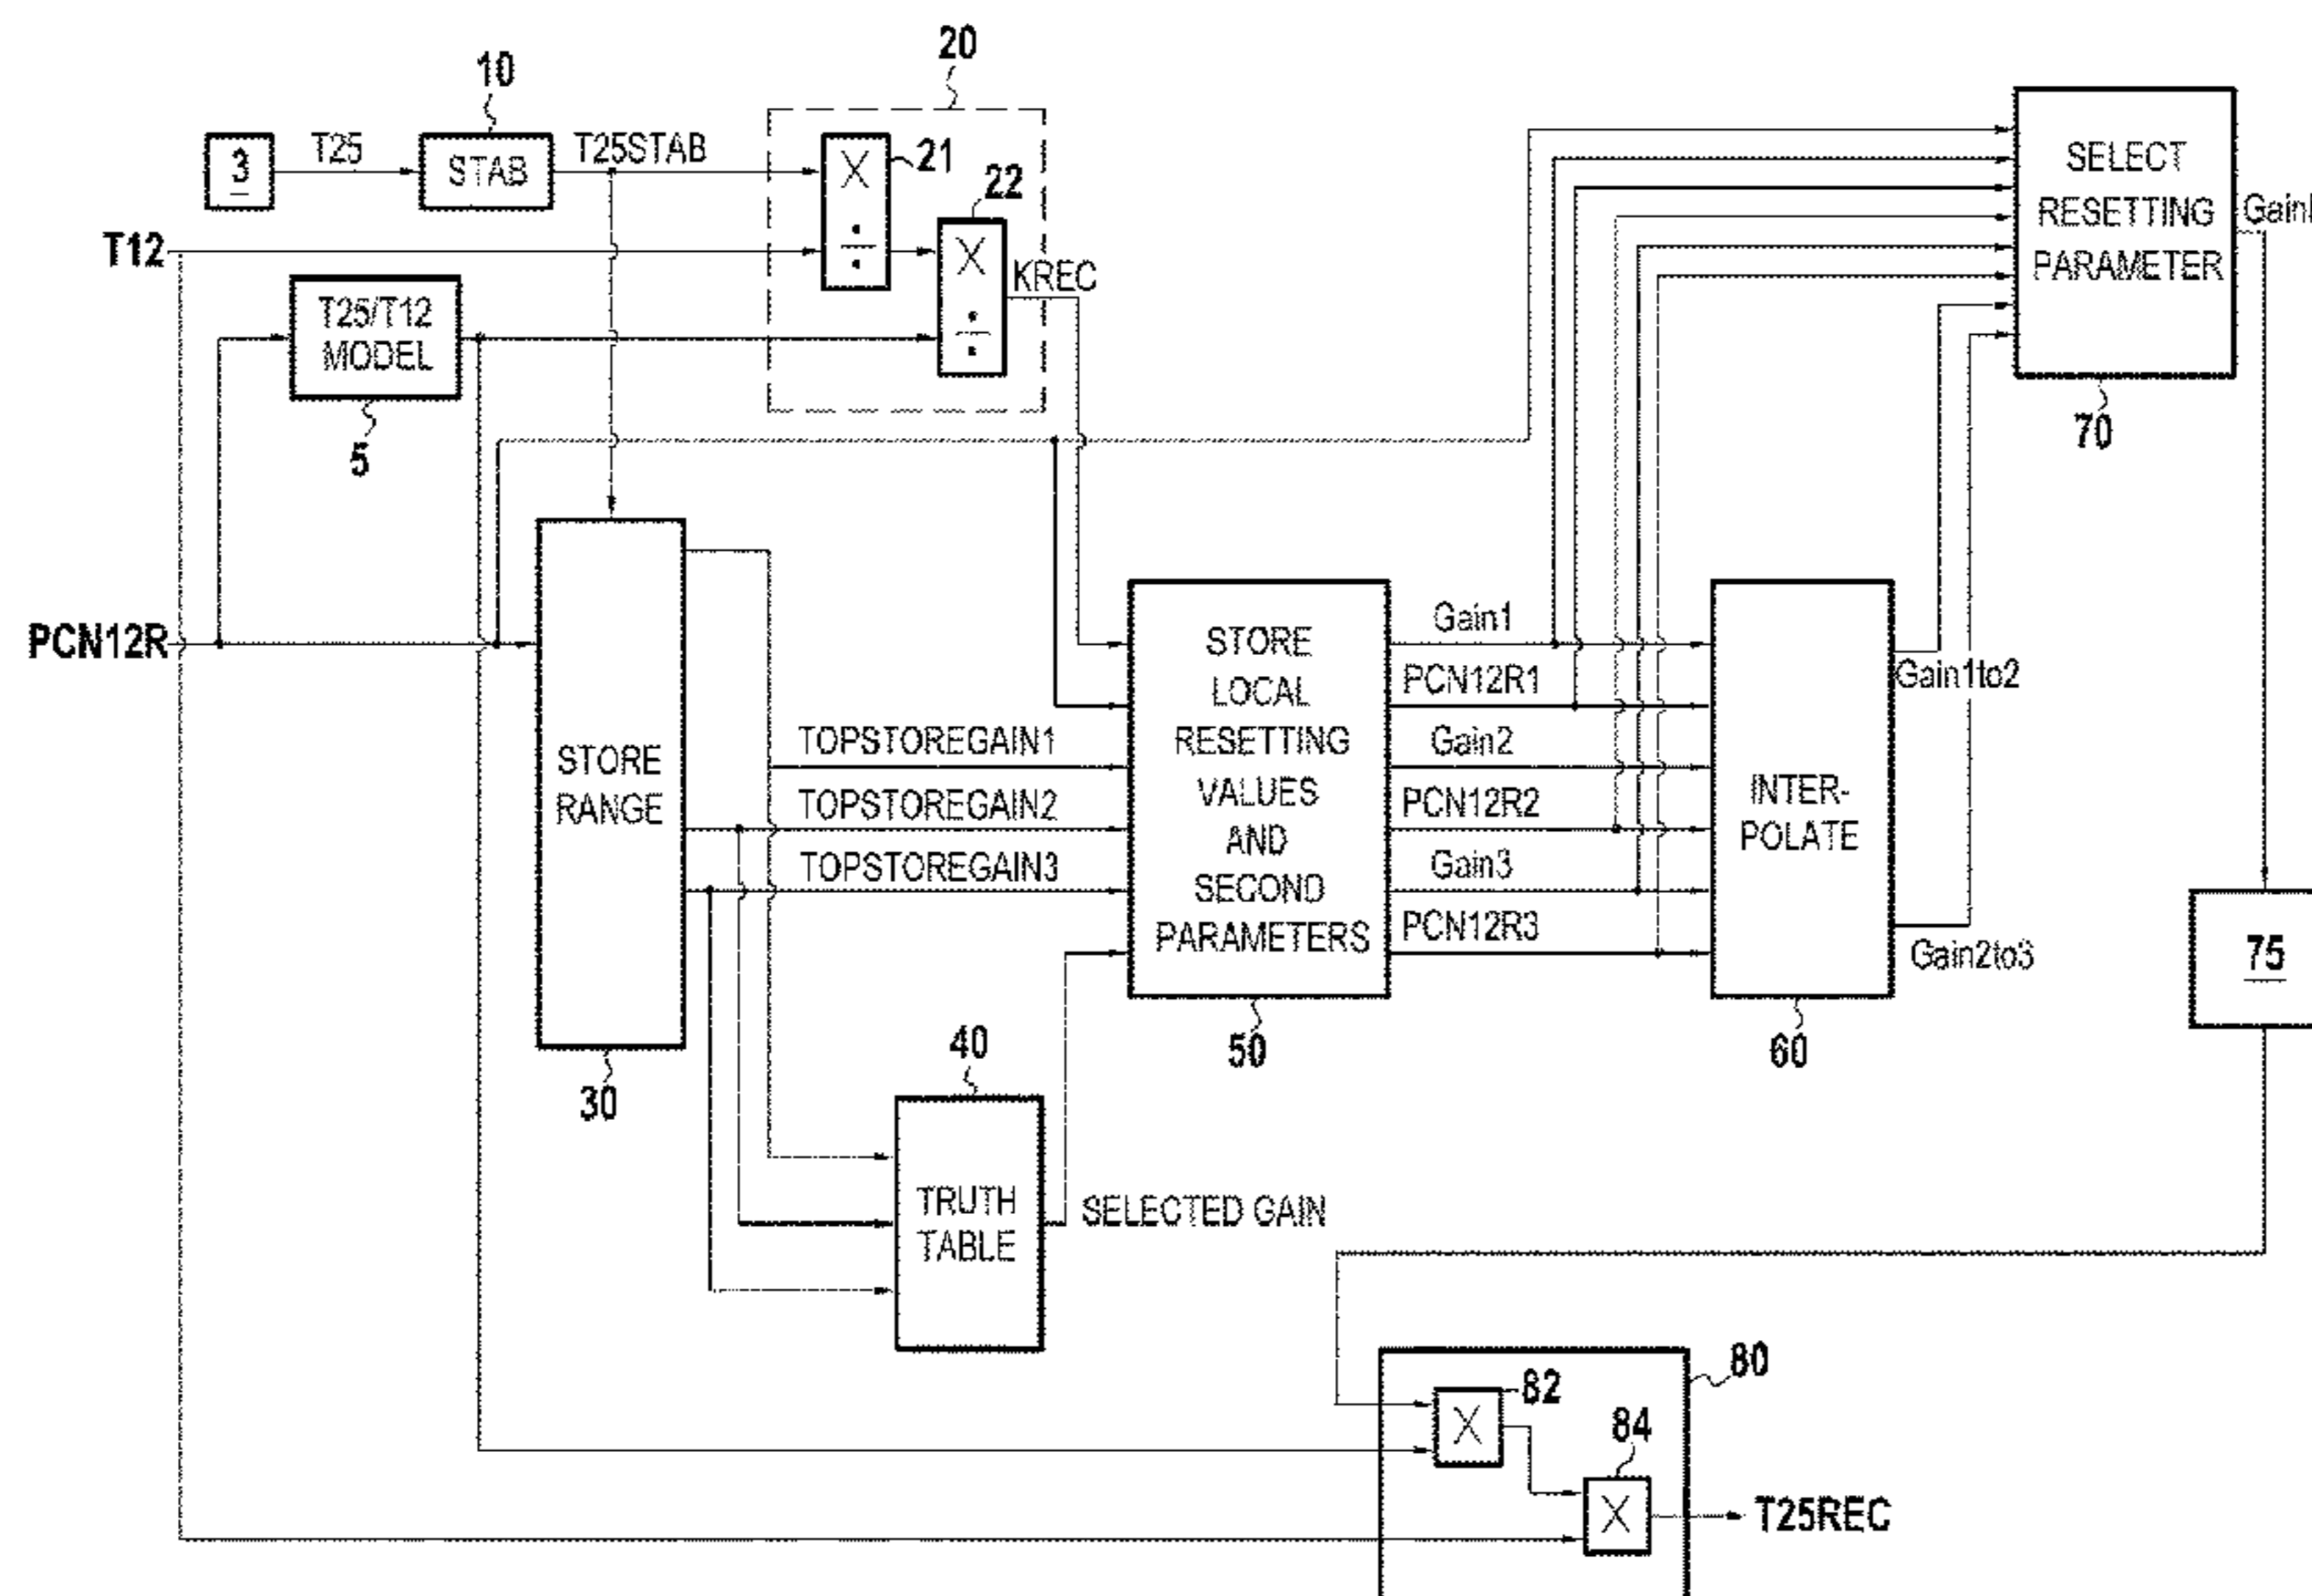 20
10
3
T25
STAB
T25STAB
X
21
÷
22
X
÷
KREC
T12
T25/T12
MODEL
5
SELECT
RESETTING
PARAMETER
70
PCN12R
STORE
RANGE
30
TOPSTOREGAIN1
TOPSTOREGAIN2
TOPSTOREGAIN3
STORE
LOCAL
RESETTING
VALUES
AND
SECOND
PARAMETERS
50
Gain1
PCN12R1
Gain2
PCN12R2
Gain3
PCN12R3
INTER-
POLATE
60
Gain1to2
Gain2to3
75
40
TRUTH
TABLE
SELECTED GAIN
80
82
X
84
X
T25REC